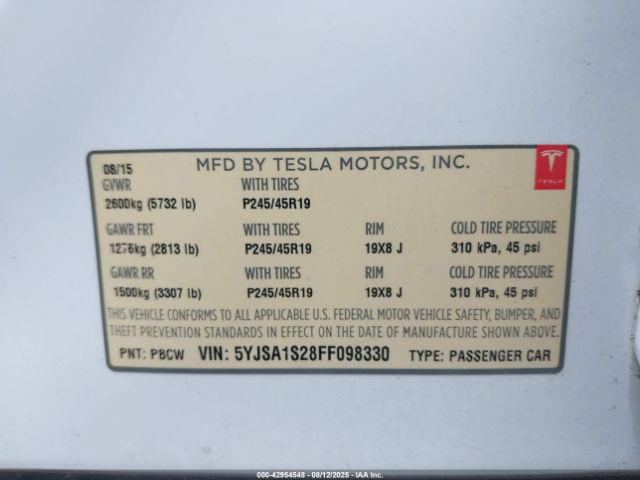 08/15 MFD BY TESLA MOTORS, INC.
TESLA
GVWR WITH TIRES
2600kg (5732 lb) P245/45R19
GAWR FRT WITH TIRES RIM COLD TIRE PRESSURE
1276kg (2813 lb) P245/45R19 19X8 J 310 kPa, 45 psi
GAWR RR WITH TIRES RIM COLD TIRE PRESSURE
1500kg (3307 lb) P245/45R19 19X8 J 310 kPa, 45 psi
THIS VEHICLE CONFORMS TO ALL APPLICABLE U.S. FEDERAL MOTOR VEHICLE SAFETY, BUMPER, AND
THEFT PREVENTION STANDARDS IN EFFECT ON THE DATE OF MANUFACTURE SHOWN ABOVE.
PNT: PBCW VIN: 5YJSA1S28FF098330 TYPE: PASSENGER CAR
000-42954548 - 08/12/2025 - IAA Inc.